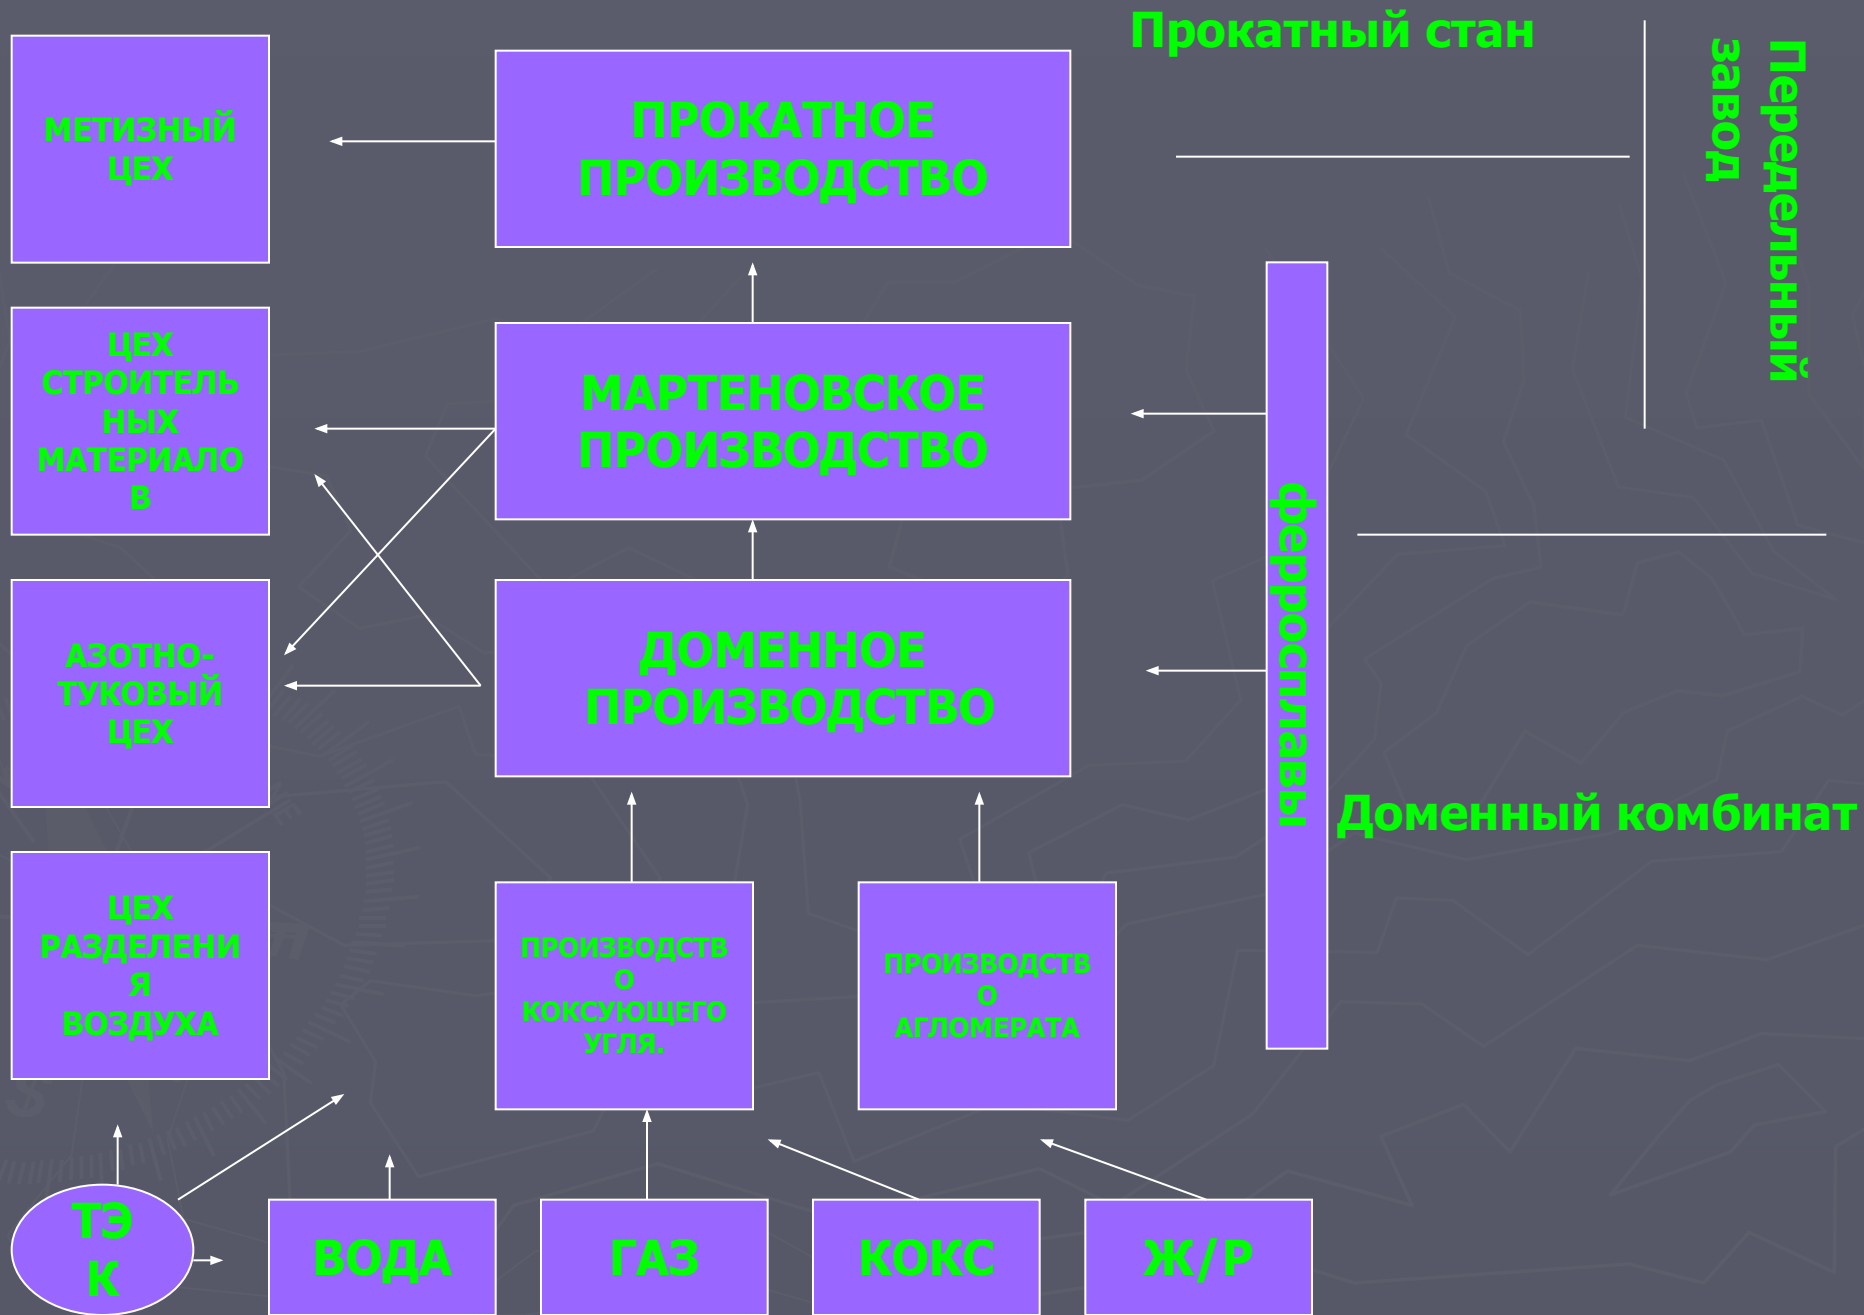 Прокатный стан
Передельный
завод
МЕТИЗНЫЙ
ЦЕХ
ПРОКАТНОЕ
ПРОИЗВОДСТВО
ЦЕХ
СТРОИТЕЛЬ
НЫХ
МАТЕРИАЛО
В
МАРТЕНОВСКОЕ
ПРОИЗВОДСТВО
ферросплавы
АЗОТНО-
ТУКОВЫЙ
ЦЕХ
ДОМЕННОЕ
ПРОИЗВОДСТВО
Доменный комбинат
ЦЕХ
РАЗДЕЛЕНИ
Я
ВОЗДУХА
ПРОИЗВОДСТВ
О
КОКСУЮЩЕГО
УГЛЯ.
ПРОИЗВОДСТВ
О
АГЛОМЕРАТА
ТЭ
К
ВОДА
ГАЗ
КОКС
Ж/Р